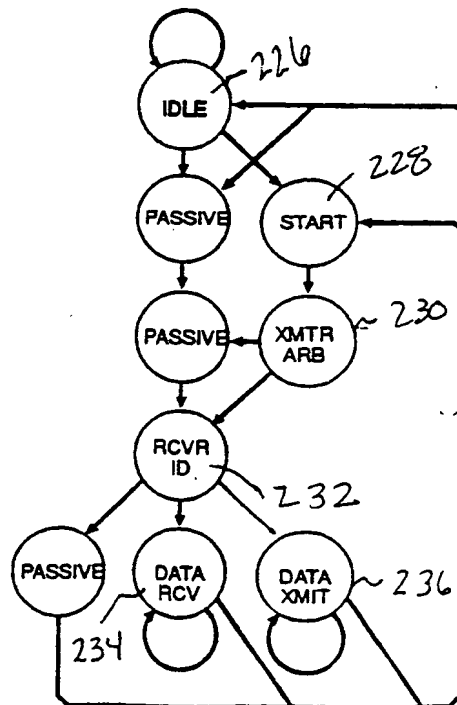 226
IDLE
228
PASSIVE
START
PASSIVE
XMTR
ARB
230
RCVR
ID
232
PASSIVE
DATA
RCV
DATA
XMIT
236
234